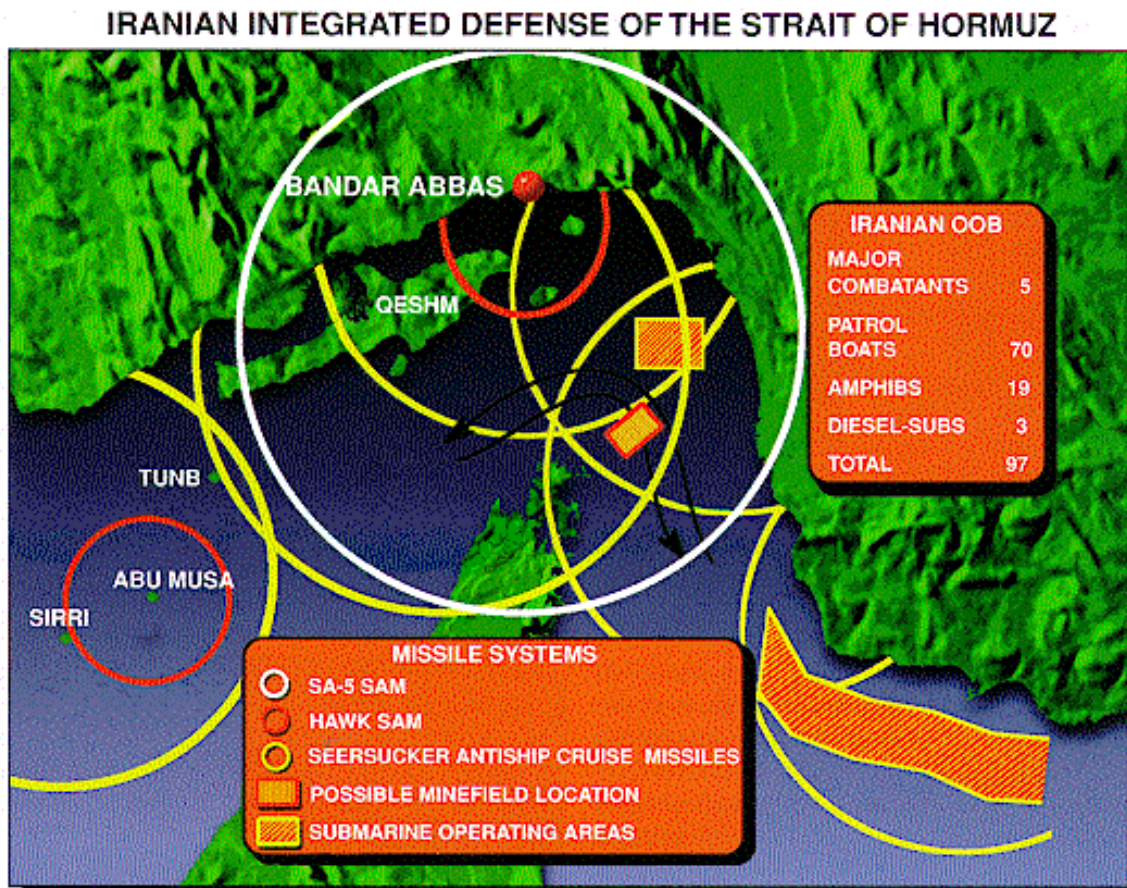 IRANIAN INTEGRATED DEFENSE OF THE STRAIT OF HORMUZ
BANDAR ABBAS
QESHM
TUNB
ABU MUSA
SIRRI
IRANIAN OOB
MAJOR
COMBATANTS 5
PATROL
BOATS 70
AMPHIBS 19
DIESEL-SUBS 3
TOTAL 97
MISSILE SYSTEMS
SA-5 SAM
HAWK SAM
SEERSUCKER ANTISHIP CRUISE MISSILES
POSSIBLE MINEFIELD LOCATION
SUBMARINE OPERATING AREAS